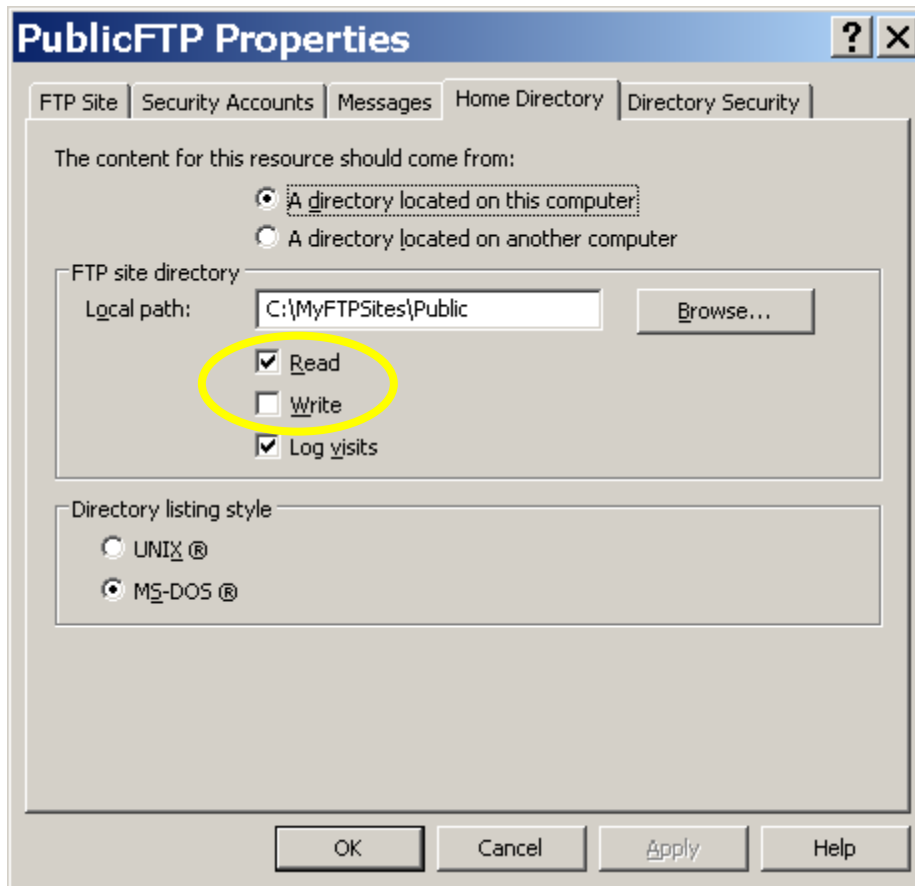 PublicFTP Properties
FTP Site Security Accounts Messages Home Directory Directory Security
The content for this resource should come from:
A directory located on this computer
A directory located on another computer
FTP site directory
Local path: C:\MyFTPSites\Public Browse...
Read
Write
Log visits
Directory listing style
UNIX ®
MS-DOS ®
OK Cancel Apply Help